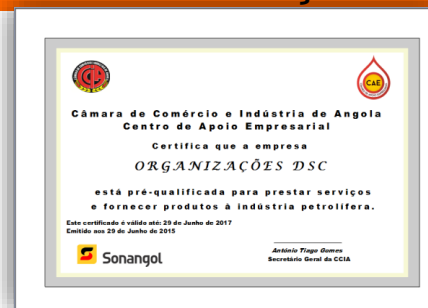 CAE
Câmara de Comércio e Indústria de Angola
Centro de Apoio Empresarial
Certifica que a empresa
ORGANIZAÇÕES DSC
está pré-qualificada para prestar serviços
e fornecer produtos à indústria petrolífera.
Este certificado é válido até: 29 de Junho de 2017
Emitido aos 29 de Junho de 2015
Sonangol
António Tiago Gomes
Secretário Geral da CCIA